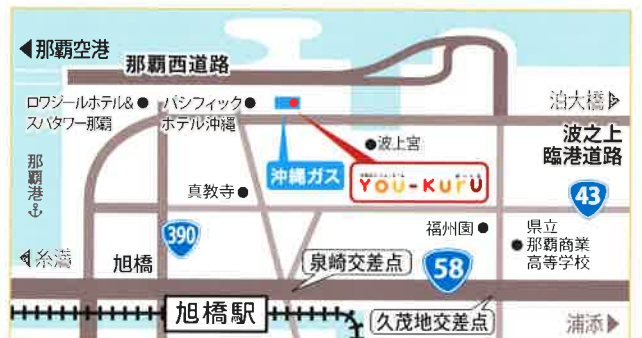 ◀那覇空港
那覇西道路
ロワジールホテル&
スパタワー那覇
パシフィック
ホテル沖縄
泊大橋
波之上
臨港道路
波上宮
沖縄ガス
You-Kuru
那覇港
真教寺
43
390
福州園
県立
那覇商業
高等学校
糸満
旭橋
泉崎交差点
58
旭橋駅
久茂地交差点
浦添▶